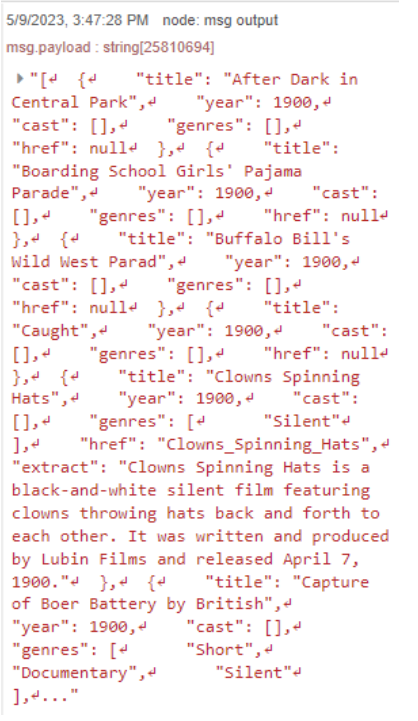 5/9/2023, 3:47:28 PM node: msg output
msg.payload : string[25810694]
▶ "[↵ {↵ "title": "After Dark in
Central Park",↵ "year": 1900,↵
"cast": [],↵ "genres": [],↵
"href": null↵ },↵ {↵ "title":
"Boarding School Girls' Pajama
Parade",↵ "year": 1900,↵ "cast":
[],↵ "genres": [],↵ "href": null↵
},↵ {↵ "title": "Buffalo Bill's
Wild West Parad",↵ "year": 1900,↵
"cast": [],↵ "genres": [],↵
"href": null↵ },↵ {↵ "title":
"Caught",↵ "year": 1900,↵ "cast":
[],↵ "genres": [],↵ "href": null↵
},↵ {↵ "title": "Clowns Spinning
Hats",↵ "year": 1900,↵ "cast":
[],↵ "genres": [↵ "Silent"↵
],↵ "href": "Clowns_Spinning_Hats",↵
"extract": "Clowns Spinning Hats is a
black-and-white silent film featuring
clowns throwing hats back and forth to
each other. It was written and produced
by Lubin Films and released April 7,
1900."↵ },↵ {↵ "title": "Capture
of Boer Battery by British",↵
"year": 1900,↵ "cast": [],↵
"genres": [↵ "Short",↵
"Documentary",↵ "Silent"↵
],↵..."